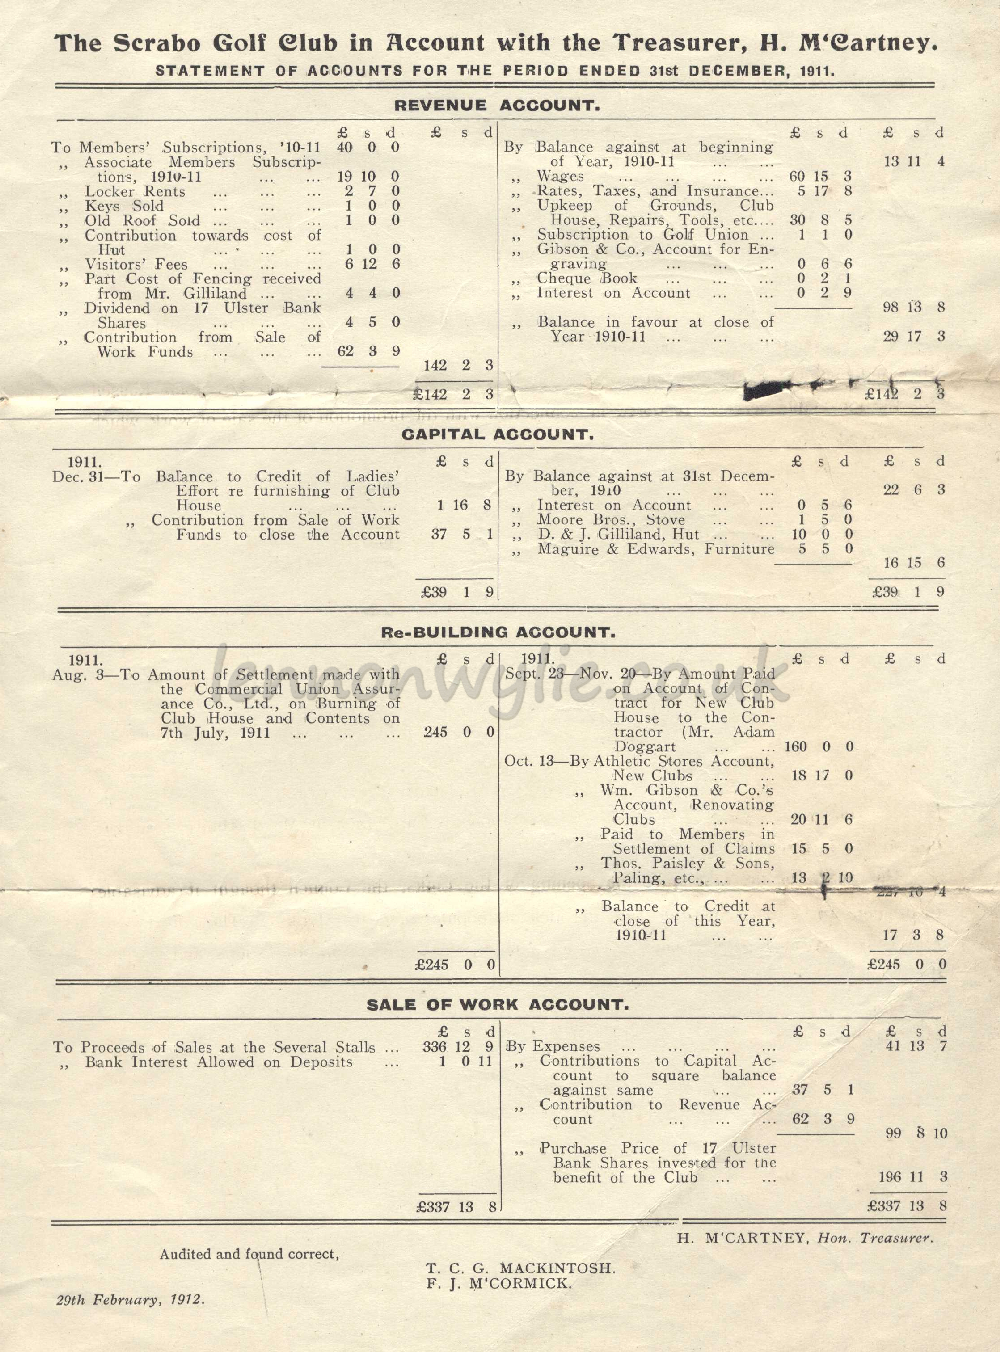 The Scrabo Golf Club in Account with the Treasurer, H. M'Cartney.
STATEMENT OF ACCOUNTS FOR THE PERIOD ENDED 31st DECEMBER, 1911.
REVENUE ACCOUNT.
£ s d £ s d
To Members' Subscriptions, '10-11 40 0 0
„ Associate Members Subscrip-
tions, 1910-11 ... ... 19 10 0
„ Locker Rents ... ... ... 2 7 0
„ Keys Sold ... ... ... 1 0 0
„ Old Roof Sold ... ... ... 1 0 0
„ Contribution towards cost of
Hut ... ... ... 1 0 0
„ Visitors' Fees ... ... ... 6 12 6
„ Part Cost of Fencing received
from Mr. Gilliland ... ... 4 4 0
„ Dividend on 17 Ulster Bank
Shares ... ... ... 4 5 0
„ Contribution from Sale of
Work Funds ... ... ... 62 3 9
142 2 3
£142 2 3
£ s d £ s d
By Balance against at beginning
of Year, 1910-11 ... ... 13 11 4
„ Wages ... ... ... ... 60 15 3
„ Rates, Taxes, and Insurance... 5 17 8
„ Upkeep of Grounds, Club
House, Repairs, Tools, etc.... 30 8 5
„ Subscription to Golf Union ... 1 1 0
„ Gibson & Co., Account for En-
graving ... ... ... 0 6 6
„ Cheque Book ... ... ... 0 2 1
„ Interest on Account ... ... 0 2 9
98 13 8
„ Balance in favour at close of
Year 1910-11 ... ... ... 29 17 3
£142 2 3
CAPITAL ACCOUNT.
1911. £ s d
Dec. 31—To Balance to Credit of Ladies'
Effort re furnishing of Club
House ... ... ... 1 16 8
„ Contribution from Sale of Work
Funds to close the Account 37 5 1
£39 1 9
£ s d £ s d
By Balance against at 31st Decem-
ber, 1910 ... ... ... 22 6 3
„ Interest on Account ... ... 0 5 6
„ Moore Bros., Stove ... ... 1 5 0
„ D. & J. Gilliland, Hut ... ... 10 0 0
„ Maguire & Edwards, Furniture 5 5 0
16 15 6
£39 1 9
Re-BUILDING ACCOUNT.
1911. £ s d
Aug. 3—To Amount of Settlement made with
the Commercial Union Assur-
ance Co., Ltd., on Burning of
Club House and Contents on
7th July, 1911 ... ... ... 245 0 0
£245 0 0
1911. £ s d £ s d
Sept. 23—Nov. 20—By Amount Paid
on Account of Con-
tract for New Club
House to the Con-
tractor (Mr. Adam
Doggart ... ... 160 0 0
Oct. 13—By Athletic Stores Account,
New Clubs ... ... 18 17 0
„ Wm. Gibson & Co.'s
Account, Renovating
Clubs ... ... 20 11 6
„ Paid to Members in
Settlement of Claims 15 5 0
„ Thos. Paisley & Sons,
Paling, etc., ... ... 13 2 10
227 16 4
„ Balance to Credit at
close of this Year,
1910-11 ... ... 17 3 8
£245 0 0
lennonwylie.co.uk
SALE OF WORK ACCOUNT.
£ s d
To Proceeds of Sales at the Several Stalls ... 336 12 9
„ Bank Interest Allowed on Deposits ... 1 0 11
£337 13 8
£ s d £ s d
By Expenses ... ... ... ... 41 13 7
„ Contributions to Capital Ac-
count to square balance
against same ... ... 37 5 1
„ Contribution to Revenue Ac-
count ... ... ... 62 3 9
99 8 10
„ Purchase Price of 17 Ulster
Bank Shares invested for the
benefit of the Club ... ... 196 11 3
£337 13 8
H. M'CARTNEY, Hon. Treasurer.
Audited and found correct,
T. C. G. MACKINTOSH.
F. J. M'CORMICK.
29th February, 1912.